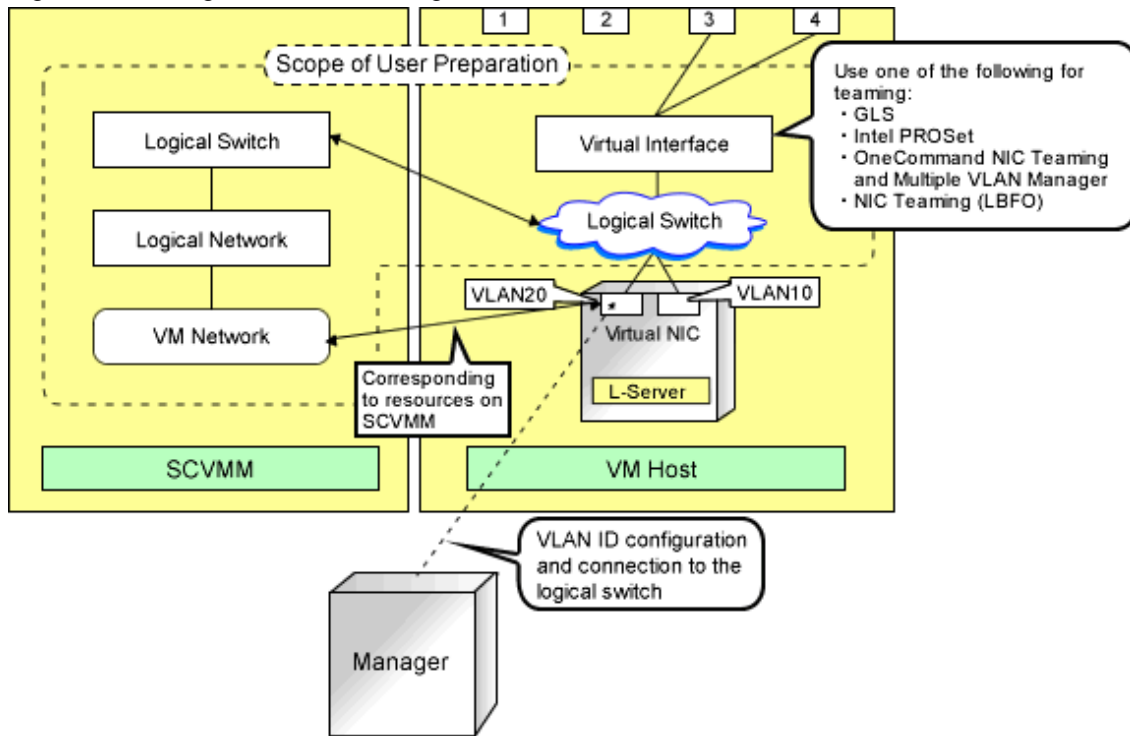 1 2 3 4
Scope of User Preparation
Use one of the following for
teaming:
・GLS
・Intel PROSet
・OneCommand NIC Teaming
and Multiple VLAN Manager
・NIC Teaming (LBFO)
Logical Switch
Virtual Interface
Logical Network
Logical Switch
VLAN20
VLAN10
*
VM Network
Virtual NIC
Corresponding
to resources on
SCVMM
L-Server
SCVMM
VM Host
VLAN ID configuration
and connection to the
logical switch
Manager